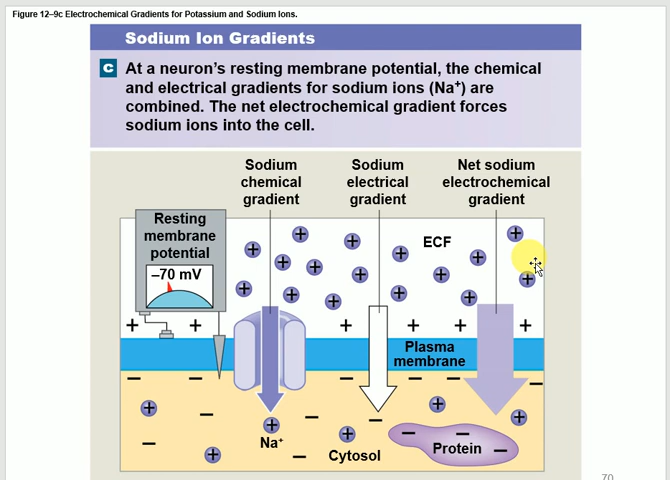 Figure 12–9c Electrochemical Gradients for Potassium and Sodium Ions.
Sodium Ion Gradients
C At a neuron's resting membrane potential, the chemical
and electrical gradients for sodium ions (Na⁺) are
combined. The net electrochemical gradient forces
sodium ions into the cell.
Sodium
chemical
gradient
Sodium
electrical
gradient
Net sodium
electrochemical
gradient
Resting
membrane
potential
–70 mV
ECF
Plasma
membrane
Na⁺
Cytosol
Protein
70